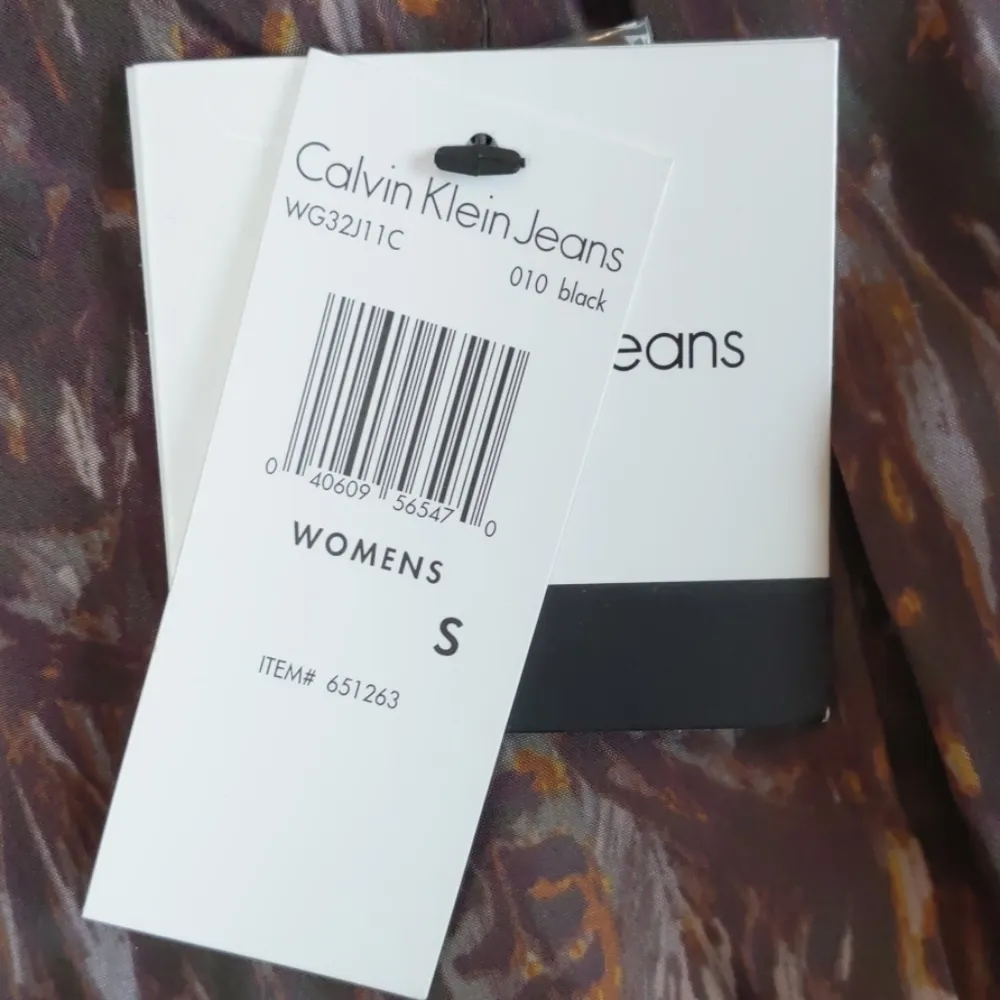 Calvin Klein Jeans
WG32J11C
010 black
0 40609 56547 0
WOMENS
S
ITEM# 651263
eans